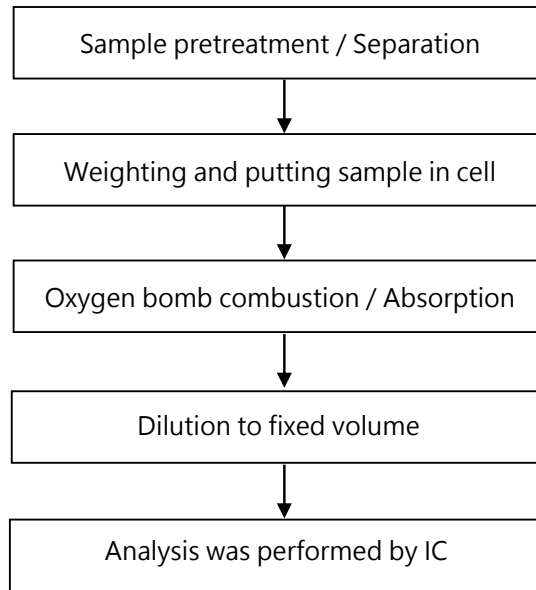 Sample pretreatment / Separation
Weighting and putting sample in cell
Oxygen bomb combustion / Absorption
Dilution to fixed volume
Analysis was performed by IC